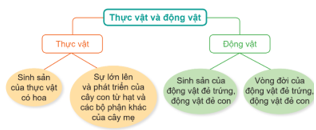 Thực vật và động vật
Thực vật
Động vật
Sinh sản
của thực vật
có hoa
Sự lớn lên
và phát triển của
cây con từ hạt và
các bộ phận khác
của cây mẹ
Sinh sản của
động vật đẻ trứng,
động vật đẻ con
Vòng đời của
động vật đẻ trứng,
động vật đẻ con